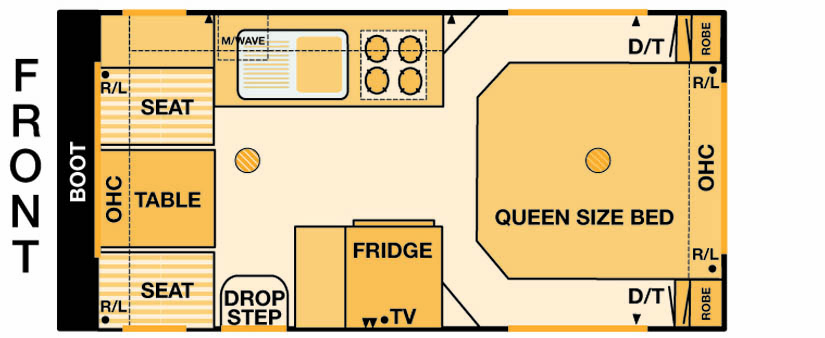 FRONT
BOOT
M/WAVE
D/T
ROBE
R/L
SEAT
R/L
OHC
TABLE
OHC
QUEEN SIZE BED
FRIDGE
R/L
SEAT
R/L
DROP
STEP
TV
D/T
ROBE